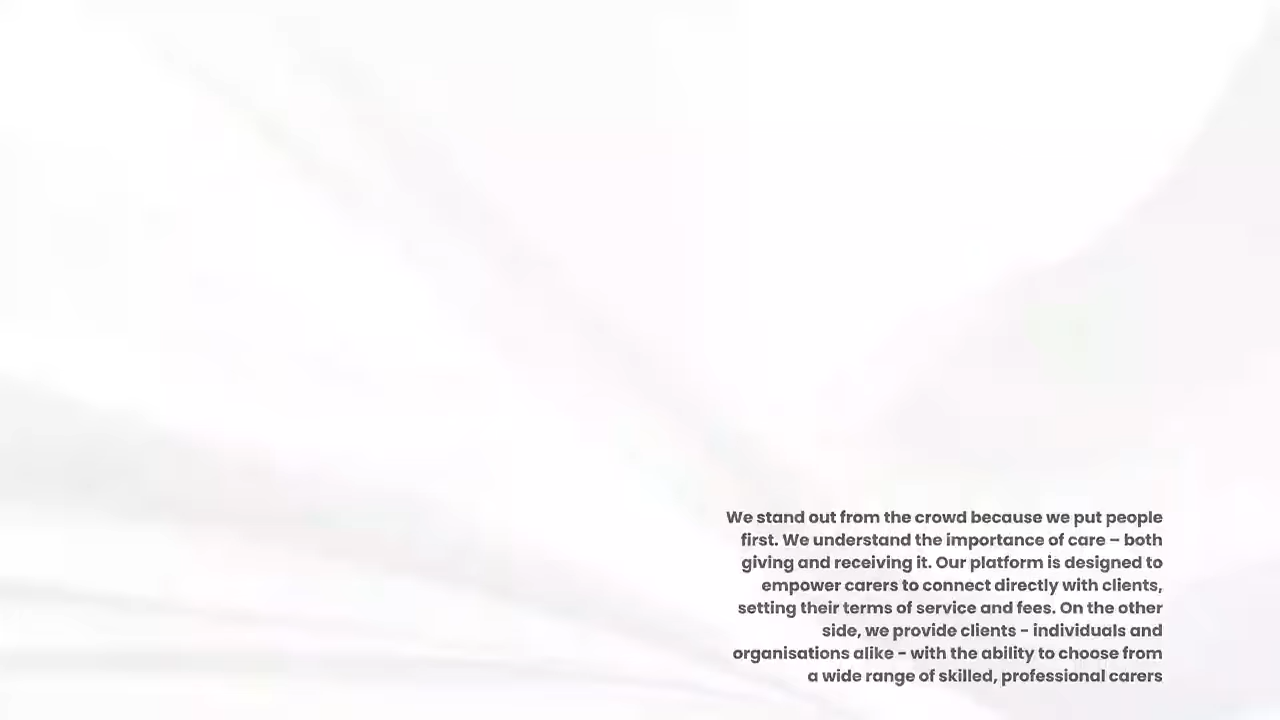 We stand out from the crowd because we put people
first. We understand the importance of care – both
giving and receiving it. Our platform is designed to
empower carers to connect directly with clients,
setting their terms of service and fees. On the other
side, we provide clients - individuals and
organisations alike - with the ability to choose from
a wide range of skilled, professional carers